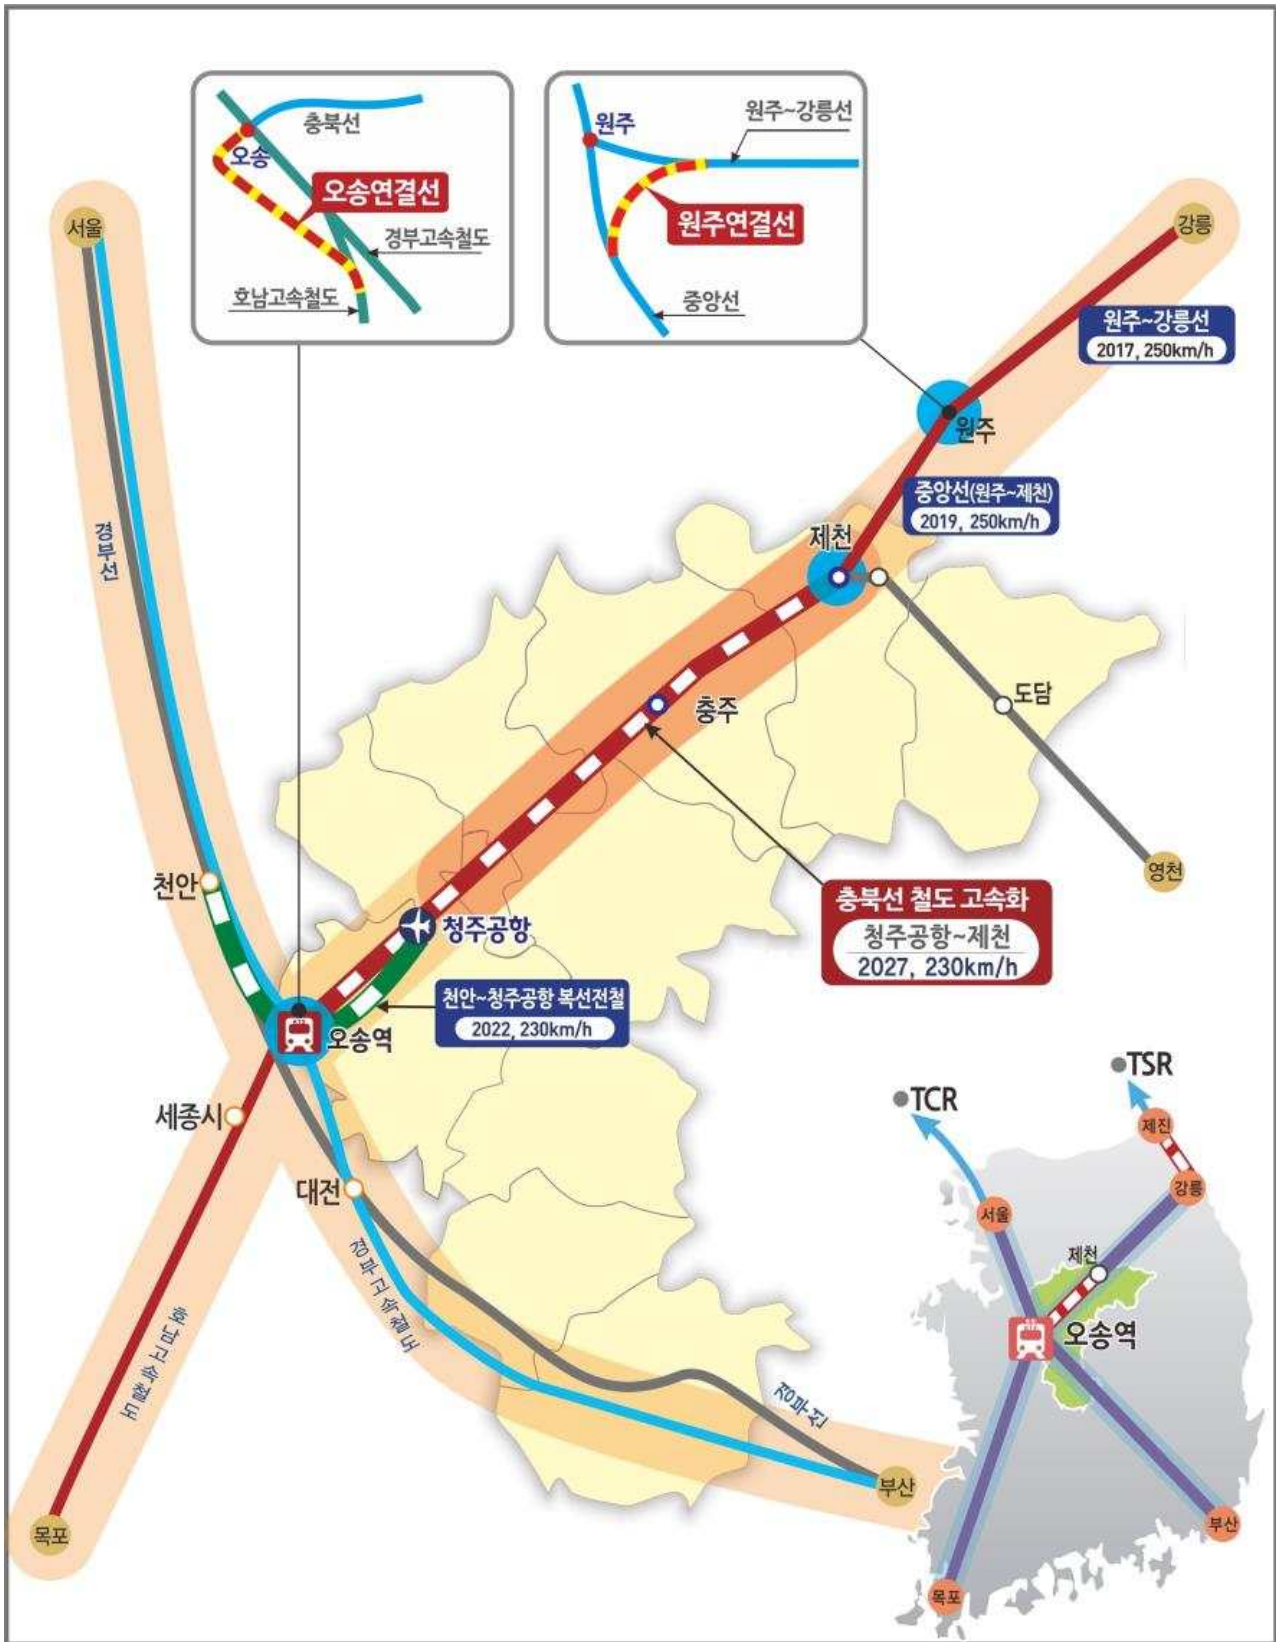 충북선
오송
오송연결선
경부고속철도
호남고속철도
원주~강릉선
원주
원주연결선
중앙선
서울
강릉
원주~강릉선
2017, 250km/h
원주
중앙선(원주~제천)
2019, 250km/h
경부선
제천
도담
충주
영천
천안
충북선 철도 고속화
청주공항~제천
2027, 230km/h
청주공항
천안~청주공항 복선전철
2022, 230km/h
오송역
세종시
대전
경부고속철도
호남고속철도
경부선
부산
목포
TSR
TCR
제진
강릉
서울
제천
오송역
부산
목포